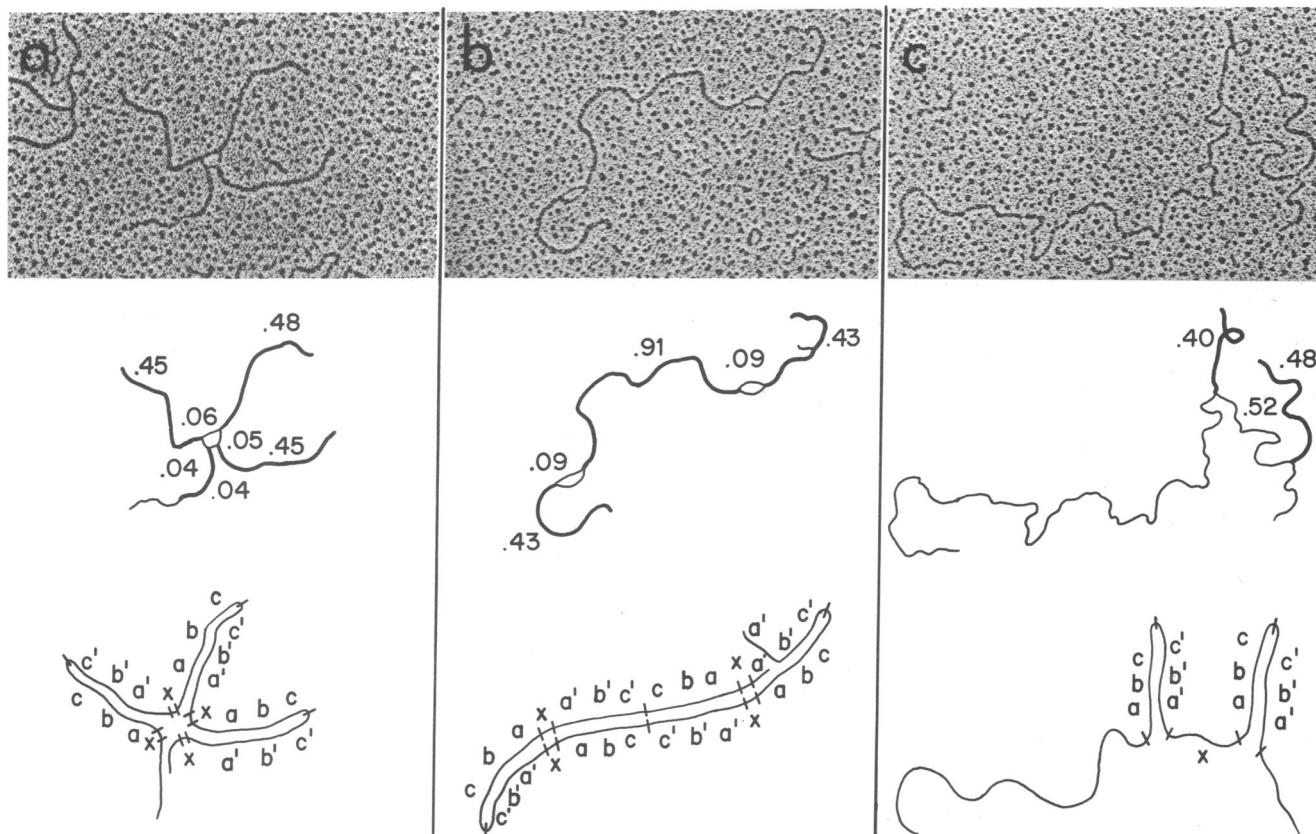 a
b
c
.45
.48
.06
.05
.45
.04
.04
.43
.91
.09
.09
.43
.40
.48
.52
c
b c'
c' a b'
b' a'
c a' x x a b c
b a x x a' b' c'
a' c'
b'
x a' b c
a' b' c' c b a a
a x
b a b c c' b' a' x
c a'
b'
c'
c c'
b b'
a a'
x
c c'
b b'
a a'